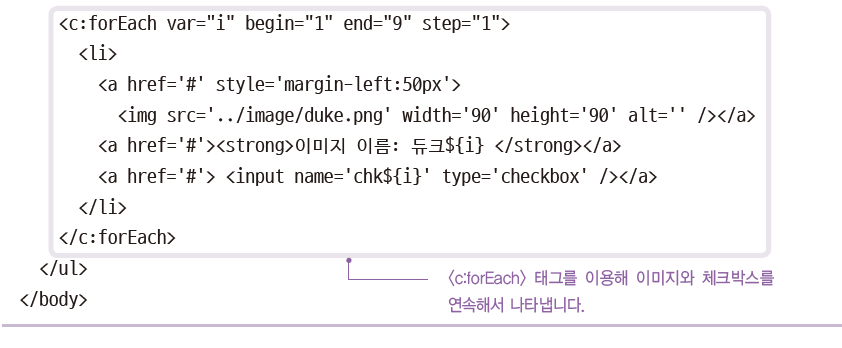 <c:forEach var="i" begin="1" end="9" step="1">
<li>
<a href='#' style='margin-left:50px'>
<img src='../image/duke.png' width='90' height='90' alt='' /></a>
<a href='#'><strong>이미지 이름: 듀크${i} </strong></a>
<a href='#'> <input name='chk${i}' type='checkbox' /></a>
</li>
</c:forEach>
</ul>
</body>
<c:forEach> 태그를 이용해 이미지와 체크박스를
연속해서 나타냅니다.